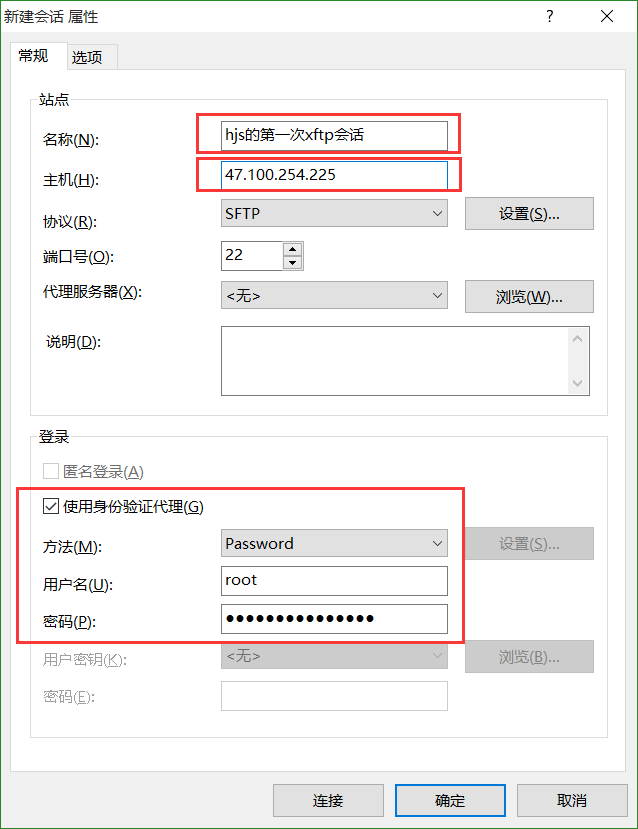 新建会话 属性
?
常规 选项
站点
名称(N): hjs的第一次xftp会话
主机(H): 47.100.254.225
协议(R): SFTP 设置(S)...
端口号(O): 22
代理服务器(X): <无> 浏览(W)...
说明(D):
登录
匿名登录(A)
使用身份验证代理(G)
方法(M): Password 设置(S)...
用户名(U): root
密码(P): ●●●●●●●●●●●●●●●
用户密钥(K): <无> 浏览(B)...
密码(E):
连接 确定 取消